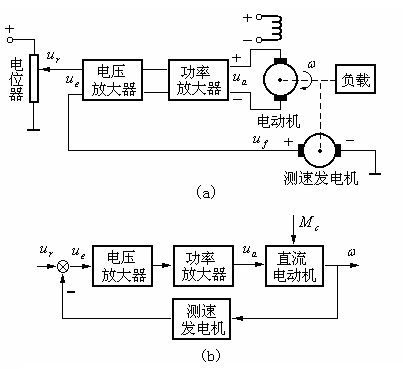 +
+
−
电位器
u_r
u_e
电压
放大器
功率
放大器
+
u_a
−
ω
负载
电动机
u_f
+
−
测速发电机
(a)
u_r
u_e
−
电压
放大器
功率
放大器
u_a
M_c
直流
电动机
ω
测速
发电机
(b)